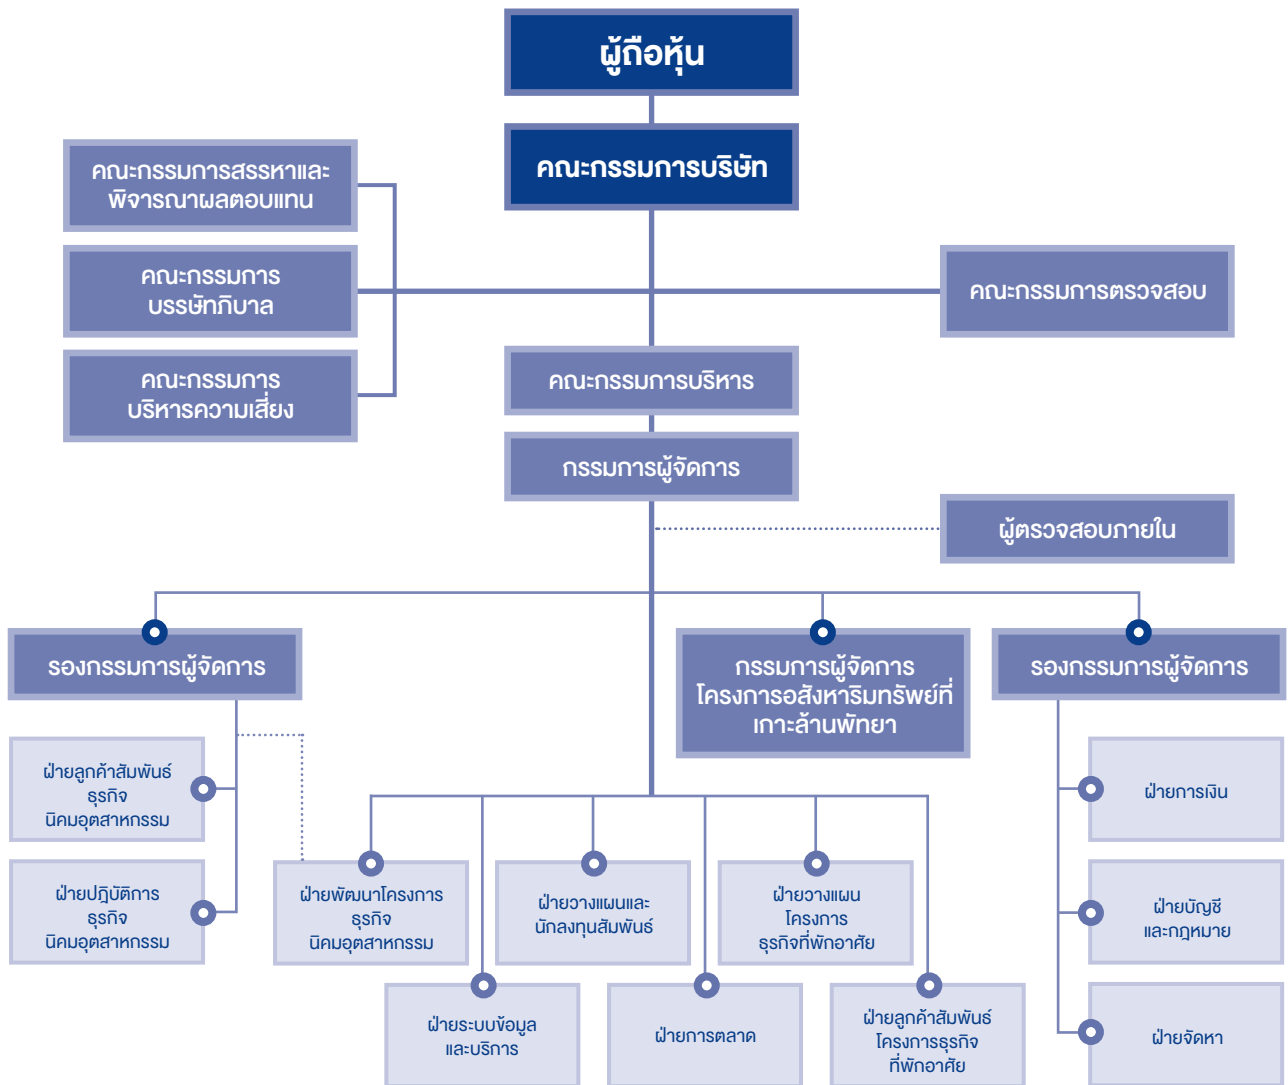 ผู้ถือหุ้น
คณะกรรมการบริษัท
คณะกรรมการสรรหาและ
พิจารณาผลตอบแทน
คณะกรรมการ
บรรษัทภิบาล
คณะกรรมการตรวจสอบ
คณะกรรมการ
บริหารความเสี่ยง
คณะกรรมการบริหาร
กรรมการผู้จัดการ
ผู้ตรวจสอบภายใน
รองกรรมการผู้จัดการ
กรรมการผู้จัดการ
โครงการอสังหาริมทรัพย์ที่
เกาะล้านพัทยา
รองกรรมการผู้จัดการ
ฝ่ายลูกค้าสัมพันธ์
ธุรกิจ
นิคมอุตสาหกรรม
ฝ่ายการเงิน
ฝ่ายปฎิบัติการ
ธุรกิจ
นิคมอุตสาหกรรม
ฝ่ายพัฒนาโครงการ
ธุรกิจ
นิคมอุตสาหกรรม
ฝ่ายวางแผนและ
นักลงทุนสัมพันธ์
ฝ่ายวางแผน
โครงการ
ธุรกิจที่พักอาศัย
ฝ่ายบัญชี
และกฎหมาย
ฝ่ายระบบข้อมูล
และบริการ
ฝ่ายการตลาด
ฝ่ายลูกค้าสัมพันธ์
โครงการธุรกิจ
ที่พักอาศัย
ฝ่ายจัดหา